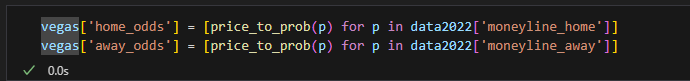 vegas['home_odds'] = [price_to_prob(p) for p in data2022['moneyline_home']]
vegas['away_odds'] = [price_to_prob(p) for p in data2022['moneyline_away']]
✓ 0.0s